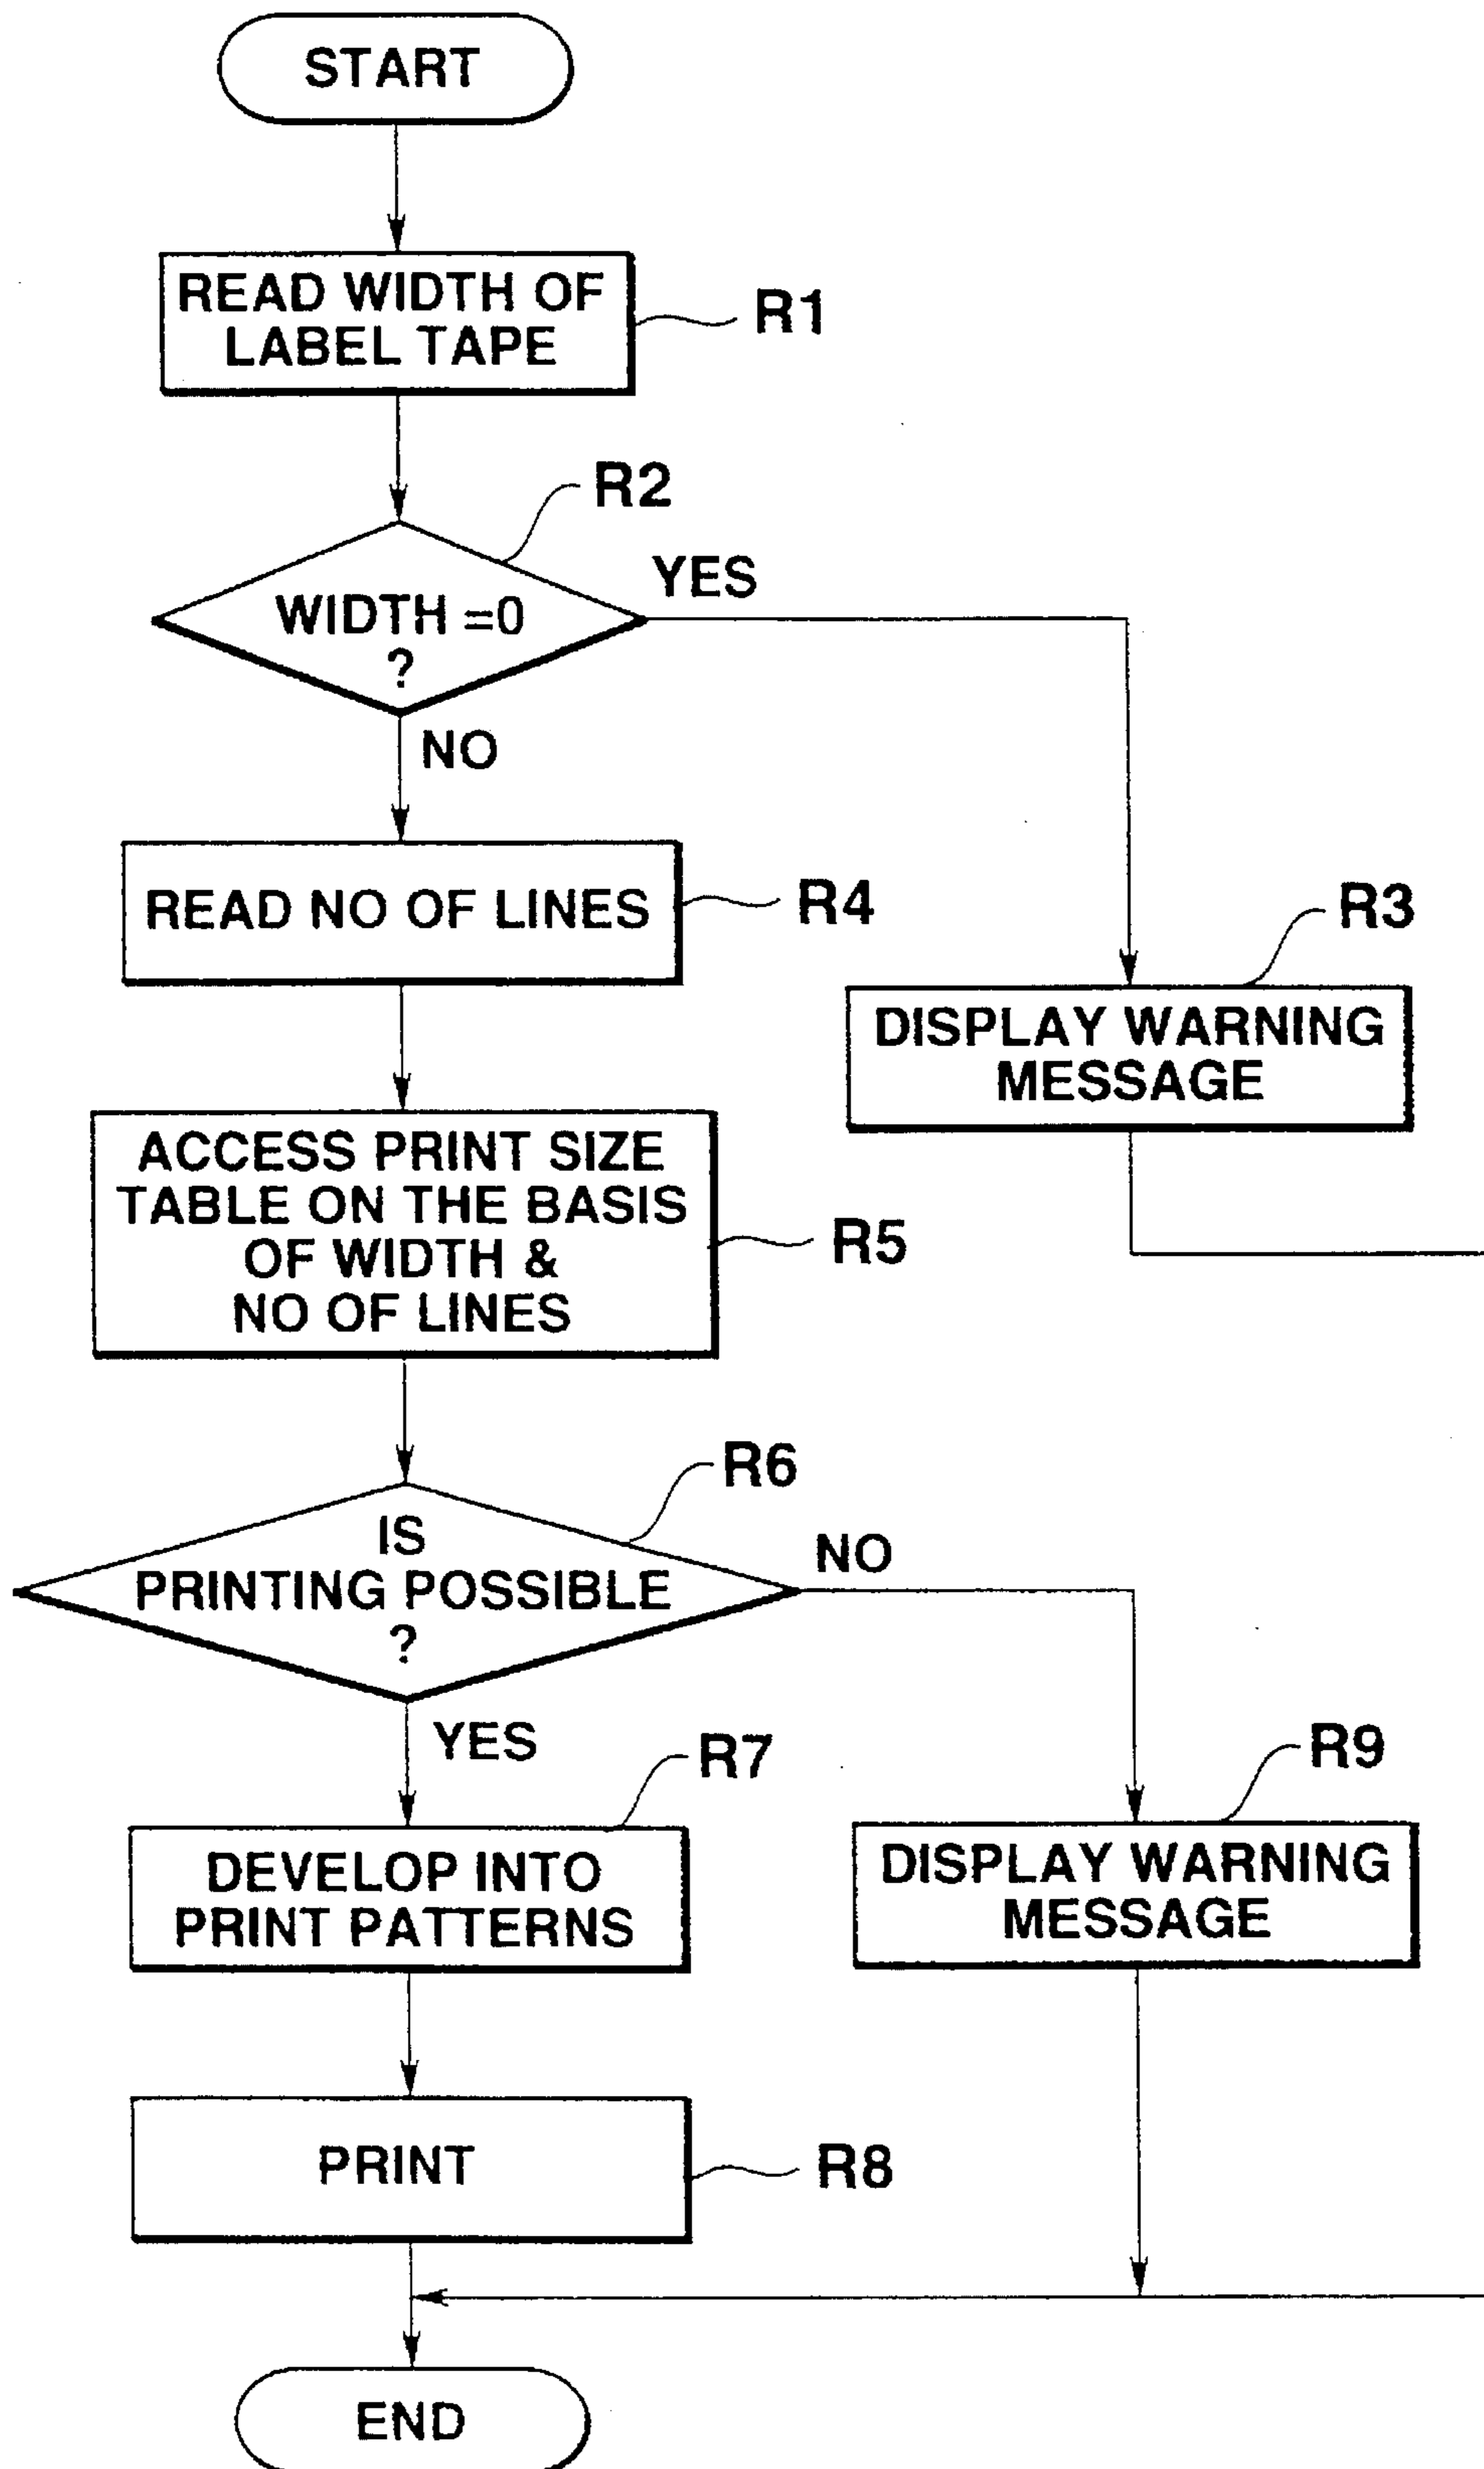 START
READ WIDTH OF
LABEL TAPE
R1
R2
WIDTH =0
?
YES
NO
READ NO OF LINES
R4
R3
DISPLAY WARNING
MESSAGE
ACCESS PRINT SIZE
TABLE ON THE BASIS
OF WIDTH &
NO OF LINES
R5
R6
IS
PRINTING POSSIBLE
?
NO
YES
R7
DEVELOP INTO
PRINT PATTERNS
R9
DISPLAY WARNING
MESSAGE
PRINT
R8
END